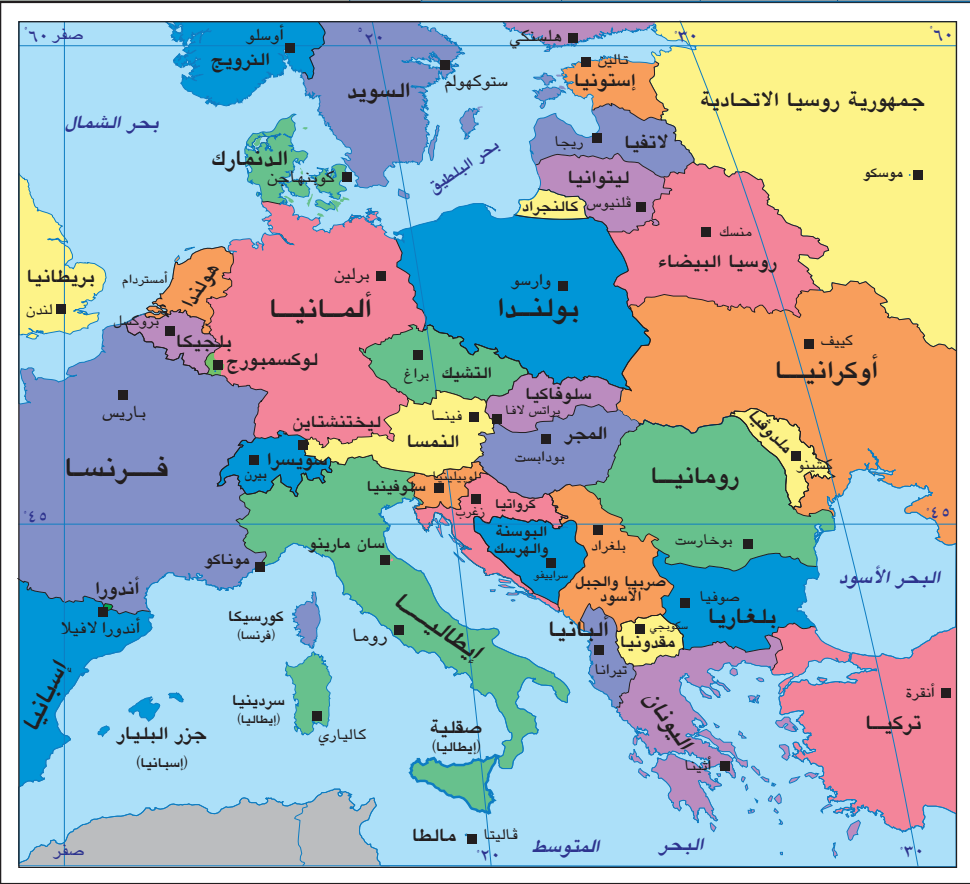 °٦٠ صفر
°٢٠
°٢٠
°٦٠
أوسلو
النرويج
السويد
ستوكهولم
هلسنكي
تالين
إستونيا
جمهورية روسيا الاتحادية
موسكو
بحر الشمال
بحر البلطيق
الدنمارك
كوبنهاجن
ريجا
لاتفيا
ليتوانيا
ڤلنيوس
كالنجراد
منسك
روسيا البيضاء
بريطانيا
لندن
أمستردام
هولندا
بروكسل
بلجيكا
لوكسمبورج
برلين
ألمانيا
وارسو
بولندا
كييف
أوكرانيا
باريس
فرنسا
براغ
التشيك
سلوفاكيا
براتس لافا
فينا
النمسا
ليختنشتاين
سويسرا
بيرن
المجر
بودابست
ملدوفيا
كشينو
رومانيا
بوخارست
سلوفينيا
لوبيليانا
كرواتيا
زغرب
°٤٥
°٤٥
البوسنة
والهرسك
سراييفو
بلغراد
صربيا والجبل
الأسود
البحر الأسود
صوفيا
بلغاريا
موناكو
سان مارينو
أندورا
أندورا لافيلا
كورسيكا
(فرنسا)
إيطاليا
روما
ألبانيا
تيرانا
سكوبجي
مقدونيا
إسبانيا
سردينيا
(إيطاليا)
كالياري
صقلية
(إيطاليا)
جزر البليار
(إسبانيا)
اليونان
أثينا
أنقرة
تركيا
مالطا
ڤاليتا
البحر
المتوسط
صفر
°٢٠
°٣٠